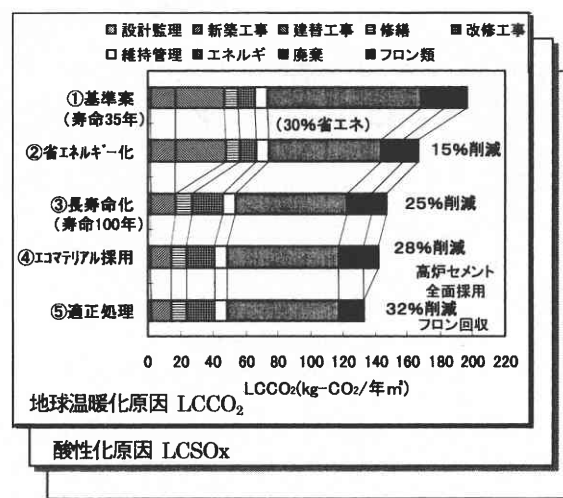 設計監理 新築工事 建替工事 修繕 改修工事
維持管理 エネルギ 廃棄 フロン類
①基準案
(寿命35年)
(30%省エネ)
②省エネルギー化
15%削減
③長寿命化
(寿命100年)
25%削減
④エコマテリアル採用
28%削減
高炉セメント
全面採用
⑤適正処理
32%削減
フロン回収
0 20 40 60 80 100 120 140 160 180 200 220
LCCO₂(kg-CO₂/年㎡)
地球温暖化原因 LCCO₂
酸性化原因 LCSOx